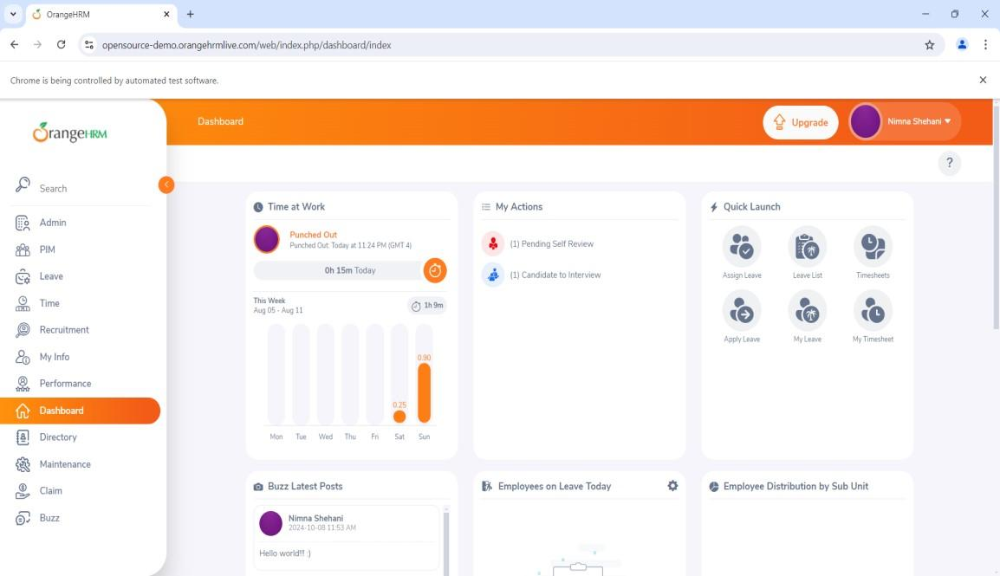 OrangeHRM
opensource-demo.orangehrmlive.com/web/index.php/dashboard/index
Chrome is being controlled by automated test software.
OrangeHRM
Dashboard
Upgrade
Nimna Shehani
?
Search
Admin
PIM
Leave
Time
Recruitment
My Info
Performance
Dashboard
Directory
Maintenance
Claim
Buzz
Time at Work
Punched Out
Punched Out: Today at 11:24 PM (GMT 4)
0h 15m Today
This Week
Aug 05 - Aug 11
1h 9m
0.90
0.25
Mon Tue Wed Thu Fri Sat Sun
My Actions
(1) Pending Self Review
(1) Candidate to Interview
Quick Launch
Assign Leave
Leave List
Timesheets
Apply Leave
My Leave
My Timesheet
Buzz Latest Posts
Nimna Shehani
2024-10-08 11:53 AM
Hello world!!! :)
Employees on Leave Today
Employee Distribution by Sub Unit